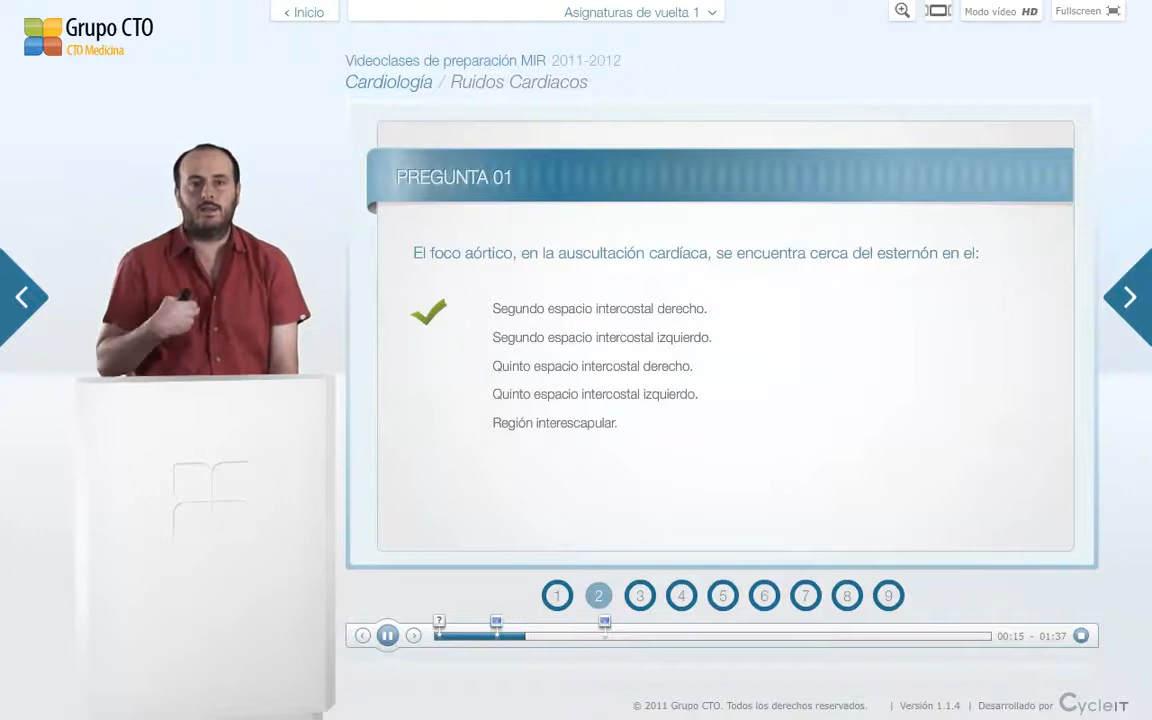 Grupo CTO
CTO Medicina
‹ Inicio
Asignaturas de vuelta 1
Modo vídeo HD
Fullscreen
Videoclases de preparación MIR 2011-2012
Cardiología / Ruidos Cardiacos
PREGUNTA 01
El foco aórtico, en la auscultación cardíaca, se encuentra cerca del esternón en el:
Segundo espacio intercostal derecho.
Segundo espacio intercostal izquierdo.
Quinto espacio intercostal derecho.
Quinto espacio intercostal izquierdo.
Región interescapular.
1 2 3 4 5 6 7 8 9
?
00:15 - 01:37
© 2011 Grupo CTO. Todos los derechos reservados. | Versión 1.1.4 | Desarrollado por CycleIT